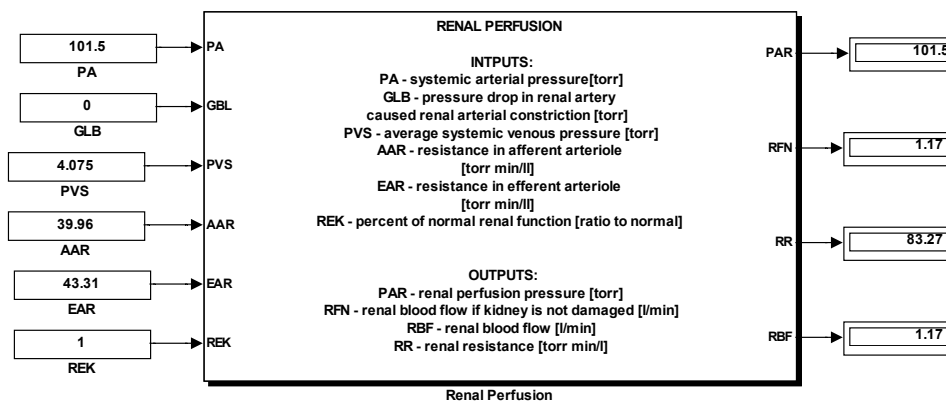 RENAL PERFUSION
INTPUTS:
PA - systemic arterial pressure[torr]
GLB - pressure drop in renal artery
caused renal arterial constriction [torr]
PVS - average systemic venous pressure [torr]
AAR - resistance in afferent arteriole
[torr min/ll]
EAR - resistance in efferent arteriole
[torr min/ll]
REK - percent of normal renal function [ratio to normal]
OUTPUTS:
PAR - renal perfusion pressure [torr]
RFN - renal blood flow if kidney is not damaged [l/min]
RBF - renal blood flow [l/min]
RR - renal resistance [torr min/l]
101.5
PA
PA
0
GLB
GBL
4.075
PVS
PVS
39.96
AAR
AAR
43.31
EAR
EAR
1
REK
REK
PAR
101.5
RFN
1.17
RR
83.27
RBF
1.17
Renal Perfusion